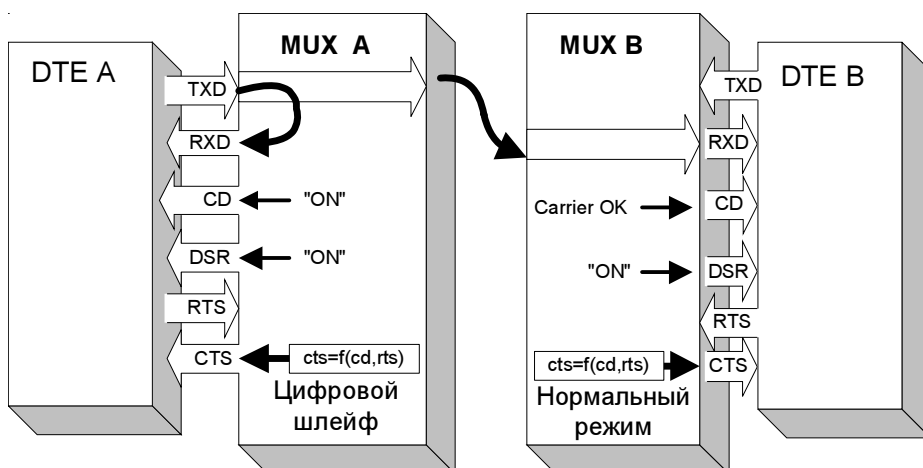 MUX A
MUX B
DTE A
DTE B
TXD
TXD
RXD
RXD
CD
"ON"
Carrier OK
CD
DSR
"ON"
"ON"
DSR
RTS
RTS
CTS
cts=f(cd,rts)
cts=f(cd,rts)
CTS
Цифровой
шлейф
Нормальный
режим